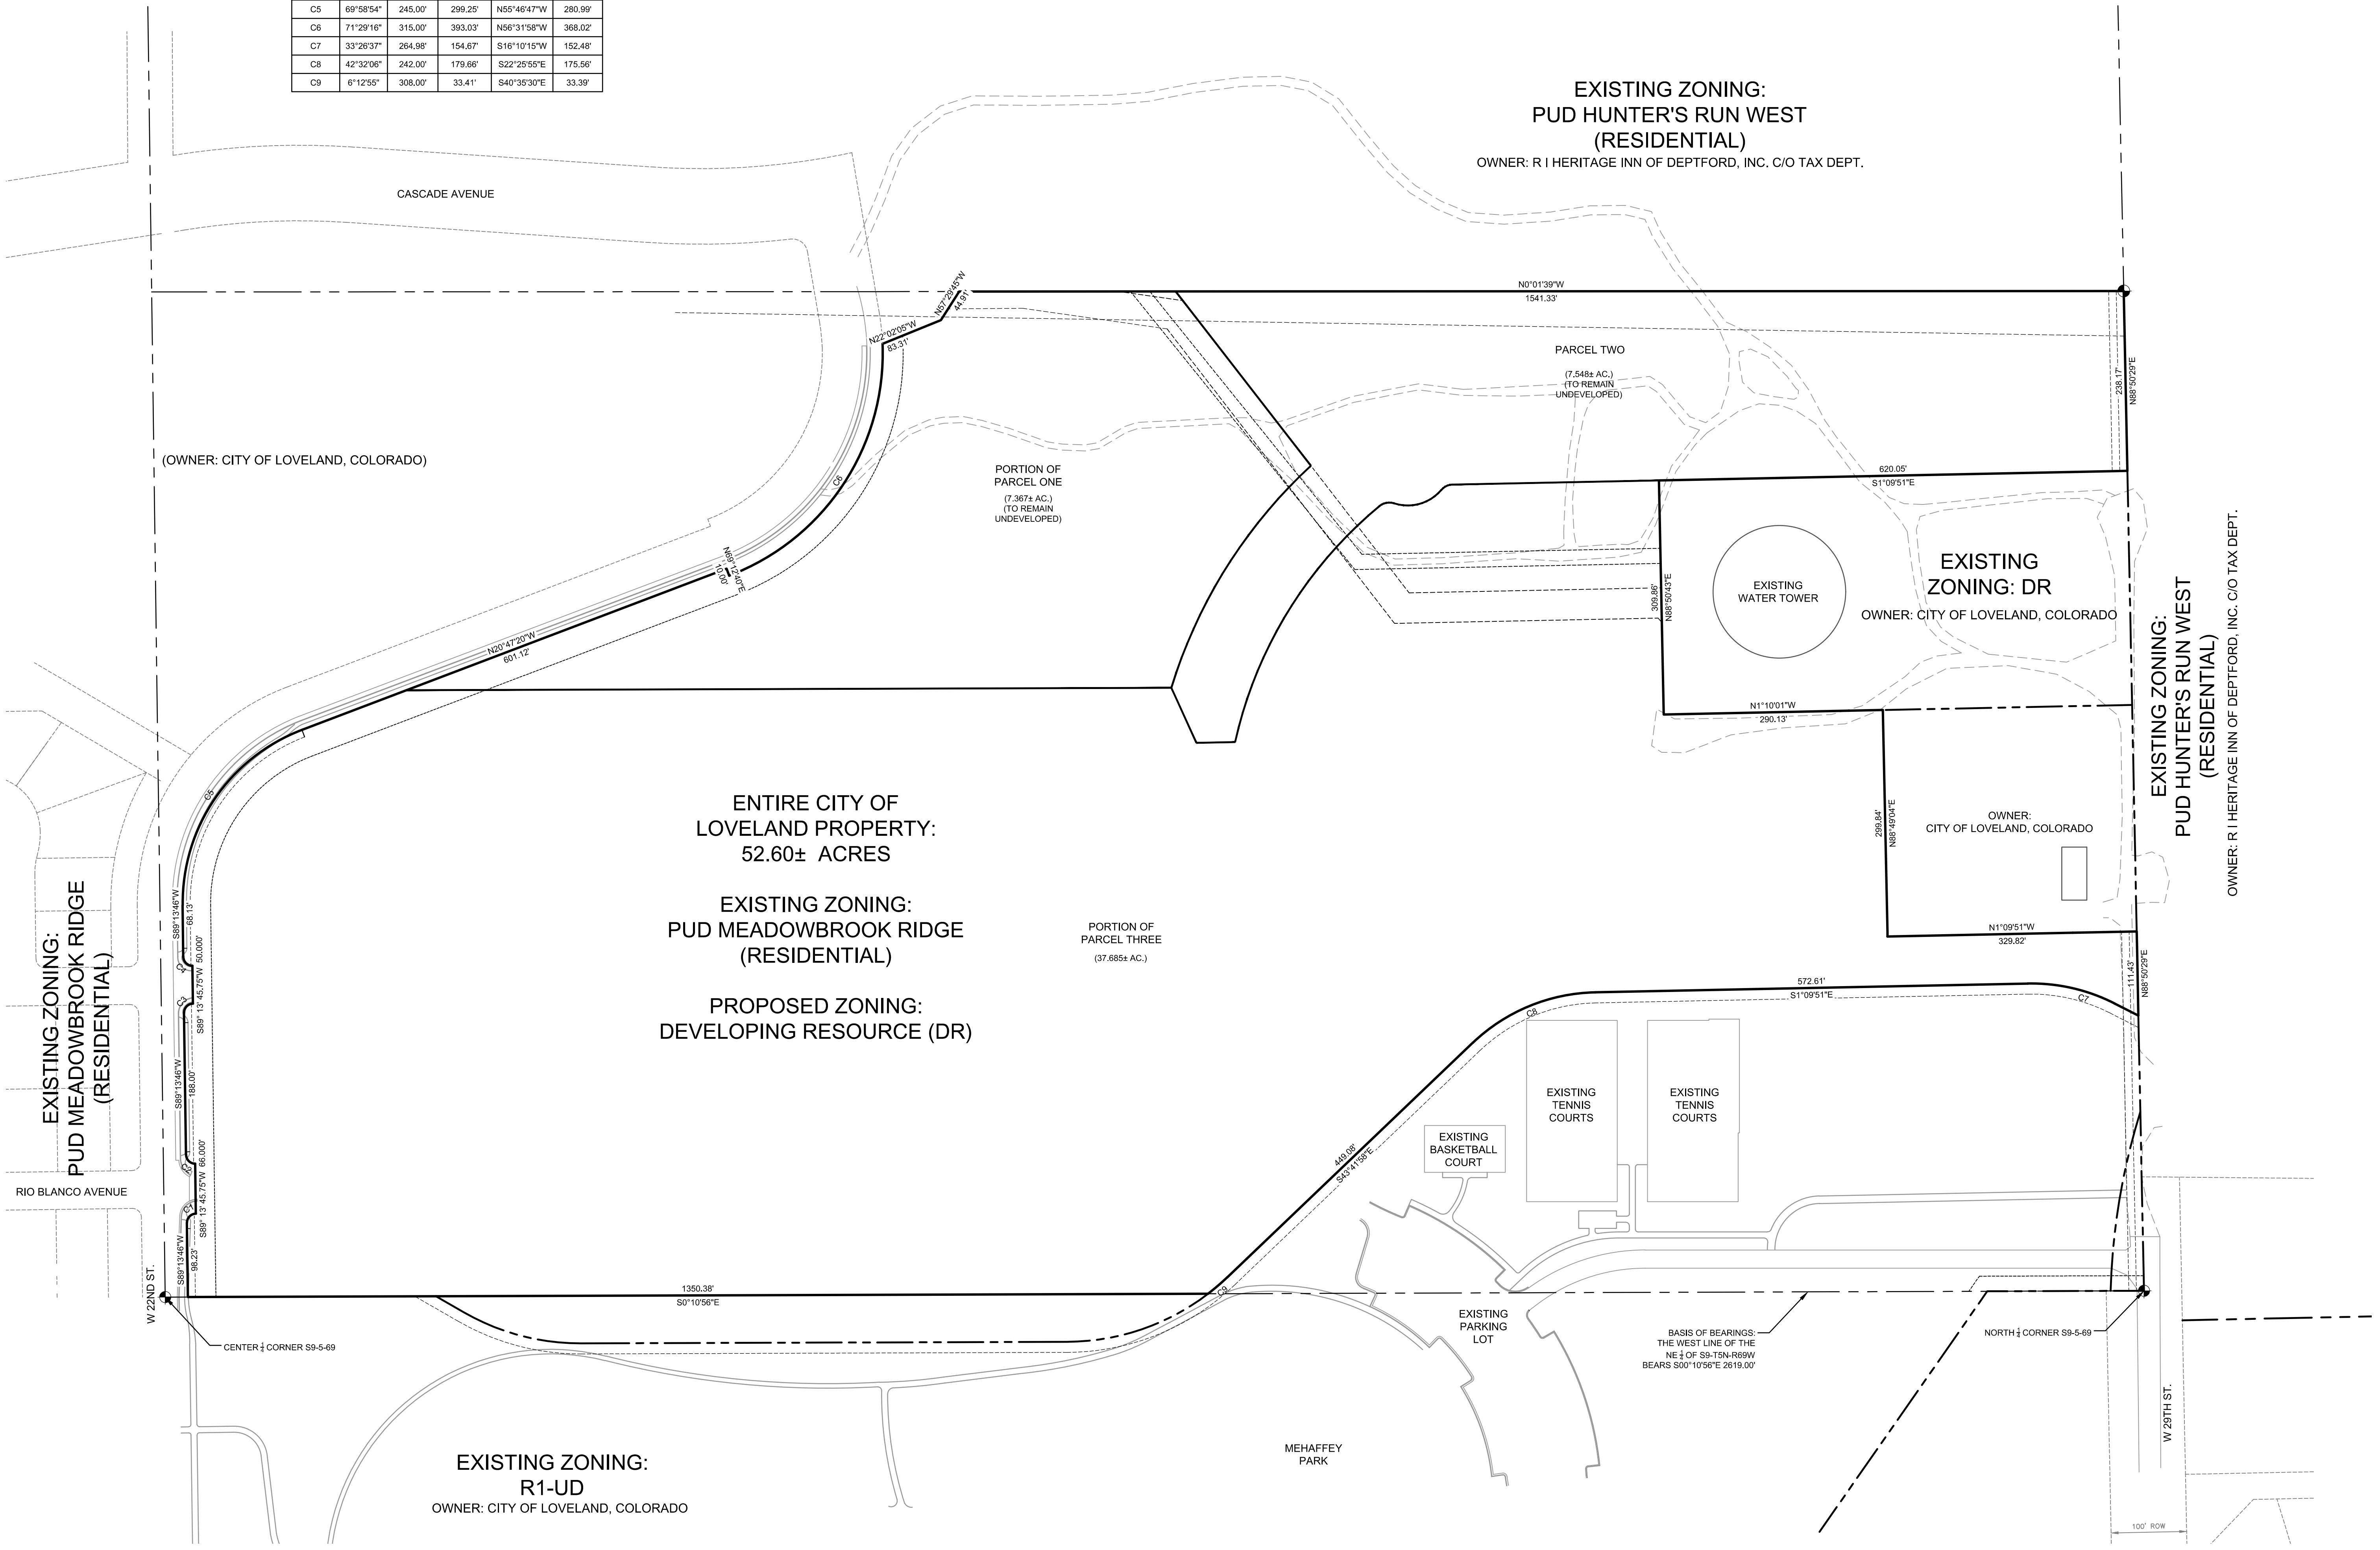 C5 69°58'54" 245.00' 299.25' N55°46'47"W 280.99'
C6 71°29'16" 315.00' 393.03' N56°31'58"W 368.02'
C7 33°26'37" 264.98' 154.67' S16°10'15"W 152.48'
C8 42°32'06" 242.00' 179.66' S22°25'55"E 175.56'
C9 6°12'55" 308.00' 33.41' S40°35'30"E 33.39'
EXISTING ZONING:
PUD HUNTER'S RUN WEST
(RESIDENTIAL)
OWNER: R I HERITAGE INN OF DEPTFORD, INC. C/O TAX DEPT.
CASCADE AVENUE
N57°29'45"W
44.91'
N0°01'39"W
1541.33'
N22°02'05"W
83.31'
PARCEL TWO
(7.548± AC.)
(TO REMAIN
UNDEVELOPED)
238.17'
N88°50'29"E
(OWNER: CITY OF LOVELAND, COLORADO)
C6
PORTION OF
PARCEL ONE
(7.367± AC.)
(TO REMAIN
UNDEVELOPED)
620.05'
S1°09'51"E
N69°12'40"E
10.00'
309.86'
N88°50'43"E
EXISTING
WATER TOWER
EXISTING
ZONING: DR
OWNER: CITY OF LOVELAND, COLORADO
EXISTING ZONING:
PUD HUNTER'S RUN WEST
(RESIDENTIAL)
OWNER: R I HERITAGE INN OF DEPTFORD, INC. C/O TAX DEPT.
N20°47'20"W
601.12'
N1°10'01"W
290.13'
C5
ENTIRE CITY OF
LOVELAND PROPERTY:
52.60± ACRES
EXISTING ZONING:
PUD MEADOWBROOK RIDGE
(RESIDENTIAL)
PROPOSED ZONING:
DEVELOPING RESOURCE (DR)
299.84'
N88°49'04"E
OWNER:
CITY OF LOVELAND, COLORADO
PORTION OF
PARCEL THREE
(37.685± AC.)
N1°09'51"W
329.82'
111.43'
N88°50'29"E
EXISTING ZONING:
PUD MEADOWBROOK RIDGE
(RESIDENTIAL)
S89°13'46"W
68.13'
C4
S89° 13' 45.75"W 50.000'
C3
S89°13'46"W
188.00'
C2
S89° 13' 45.75"W 66.000'
C1
S89°13'46"W
98.23'
572.61'
S1°09'51"E
C7
C8
EXISTING
TENNIS
COURTS
EXISTING
TENNIS
COURTS
EXISTING
BASKETBALL
COURT
449.08'
S43°41'58"E
RIO BLANCO AVENUE
W 22ND ST.
1350.38'
S0°10'56"E
C9
EXISTING
PARKING
LOT
CENTER 1/4 CORNER S9-5-69
BASIS OF BEARINGS:
THE WEST LINE OF THE
NE 1/4 OF S9-T5N-R69W
BEARS S00°10'56"E 2619.00'
NORTH 1/4 CORNER S9-5-69
W 29TH ST.
MEHAFFEY
PARK
EXISTING ZONING:
R1-UD
OWNER: CITY OF LOVELAND, COLORADO
100' ROW